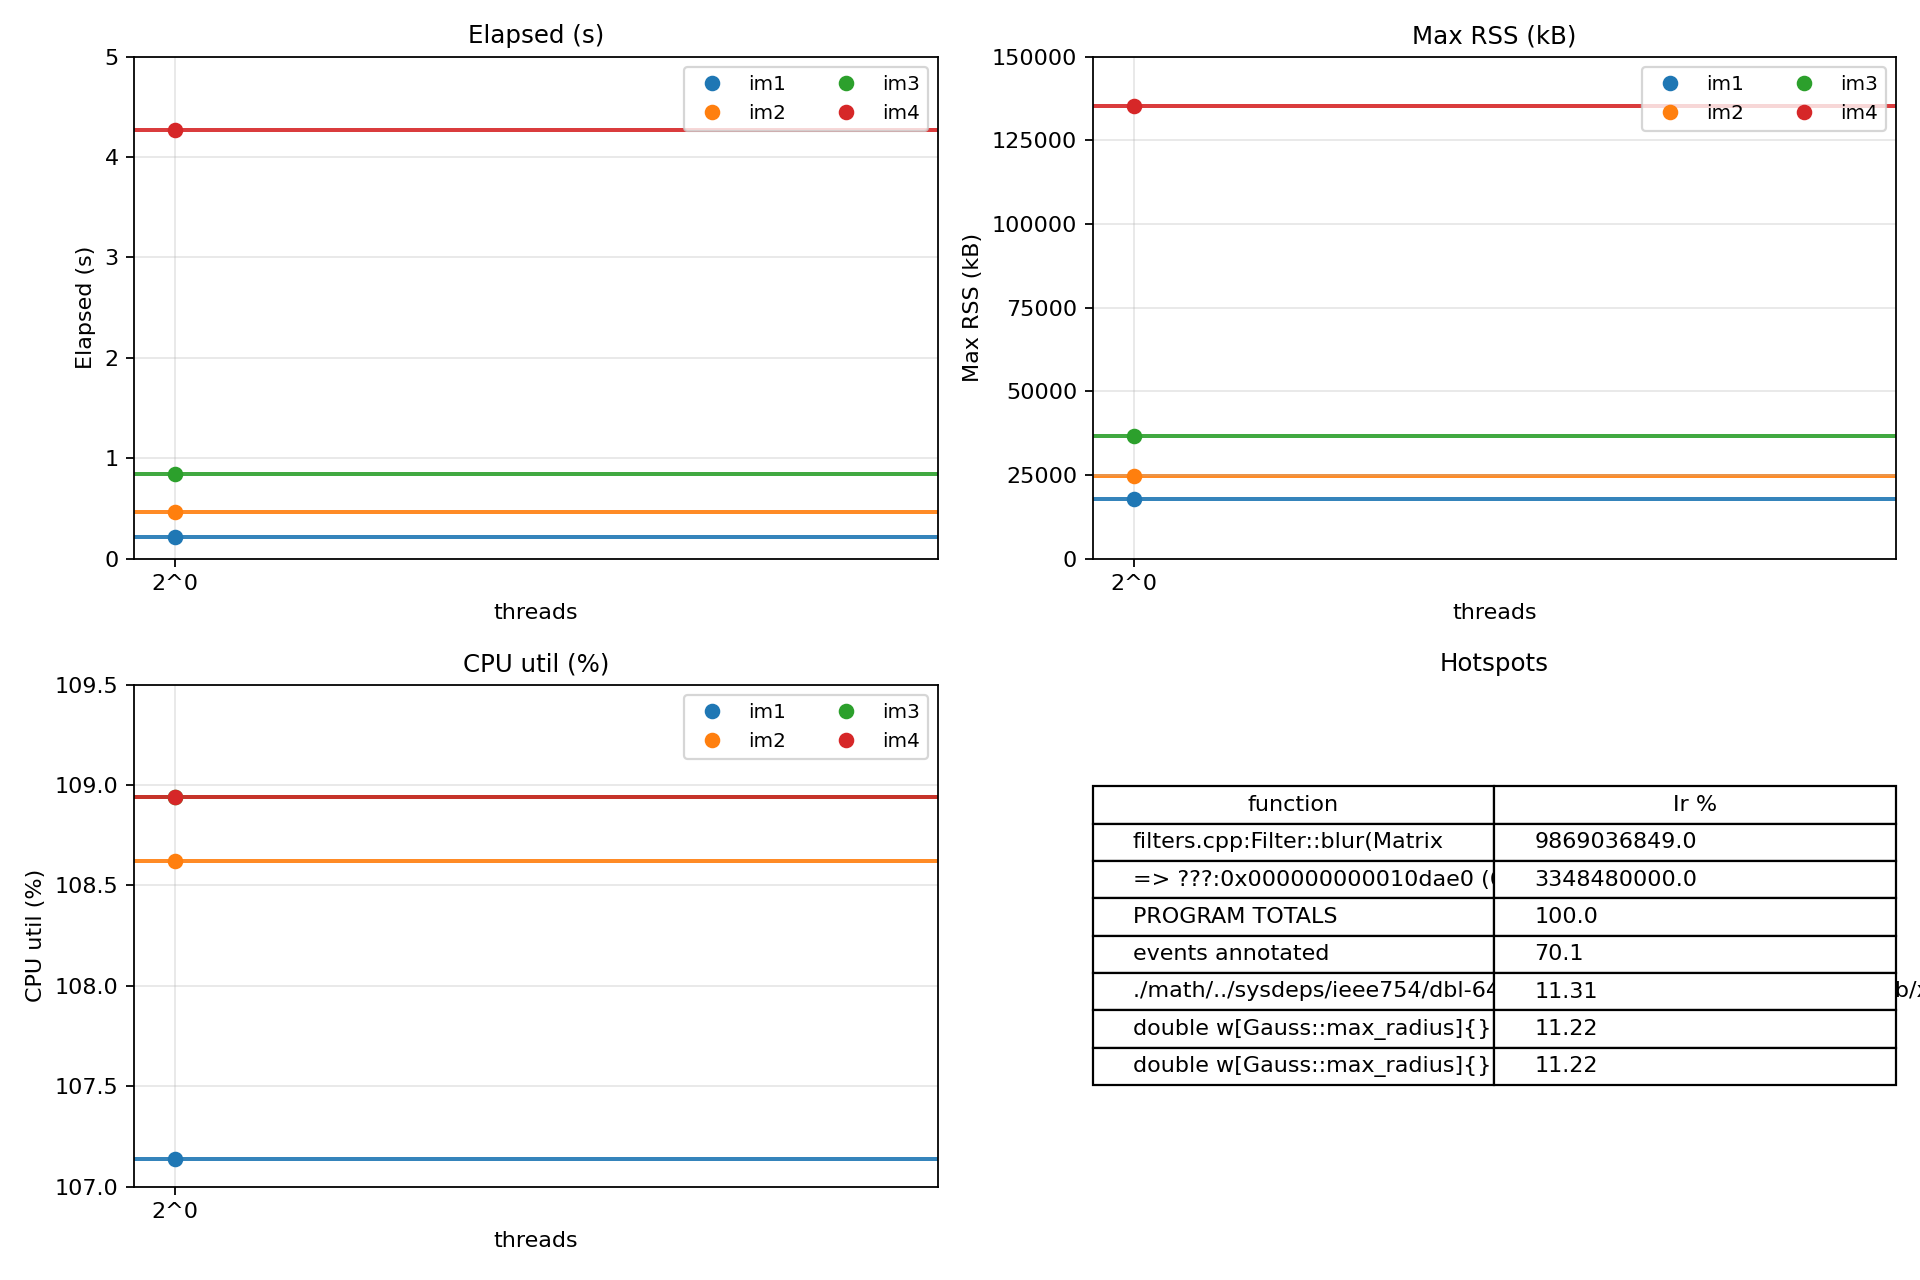 Elapsed (s)
5
4
3
2
1
0
Elapsed (s)
im1 im3
im2 im4
2^0
threads
Max RSS (kB)
150000
125000
100000
75000
50000
25000
0
Max RSS (kB)
im1 im3
im2 im4
2^0
threads
CPU util (%)
109.5
109.0
108.5
108.0
107.5
107.0
CPU util (%)
im1 im3
im2 im4
2^0
threads
Hotspots
function Ir %
filters.cpp:Filter::blur(Matrix 9869036849.0
=> ???:0x000000000010dae0 ( 3348480000.0
PROGRAM TOTALS 100.0
events annotated 70.1
./math/../sysdeps/ieee754/dbl-64 11.31 b/
double w[Gauss::max_radius]{} 11.22
double w[Gauss::max_radius]{} 11.22